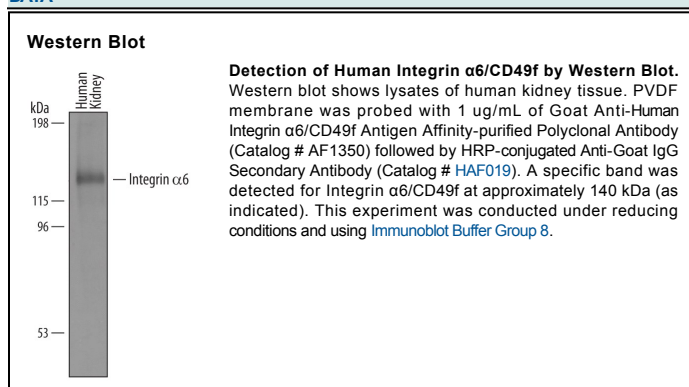 DATA
Western Blot
Human
Kidney
kDa
198
Integrin α6
115
96
53
Detection of Human Integrin α6/CD49f by Western Blot.
Western blot shows lysates of human kidney tissue. PVDF
membrane was probed with 1 ug/mL of Goat Anti-Human
Integrin α6/CD49f Antigen Affinity-purified Polyclonal Antibody
(Catalog # AF1350) followed by HRP-conjugated Anti-Goat IgG
Secondary Antibody (Catalog # HAF019). A specific band was
detected for Integrin α6/CD49f at approximately 140 kDa (as
indicated). This experiment was conducted under reducing
conditions and using Immunoblot Buffer Group 8.